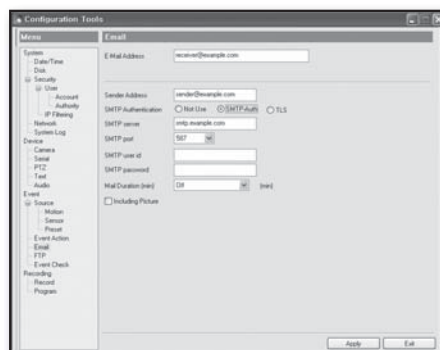 Configuration Tools
Menu
System
Date/Time
Disk
Security
User
Account
Authority
IP Filtering
Network
System Log
Device
Camera
Serial
PTZ
Text
Audio
Event
Source
Motion
Sensor
Preset
Event Action
Email
FTP
Event Check
Recording
Record
Program
Email
E-Mail Address receiver@example.com
Sender Address sender@example.com
SMTP Authentication Not Use SMTP-Auth TLS
SMTP server smtp.example.com
SMTP port 587
SMTP user id
SMTP password
Mail Duration (min) Off (min)
Including Picture
Apply Exit